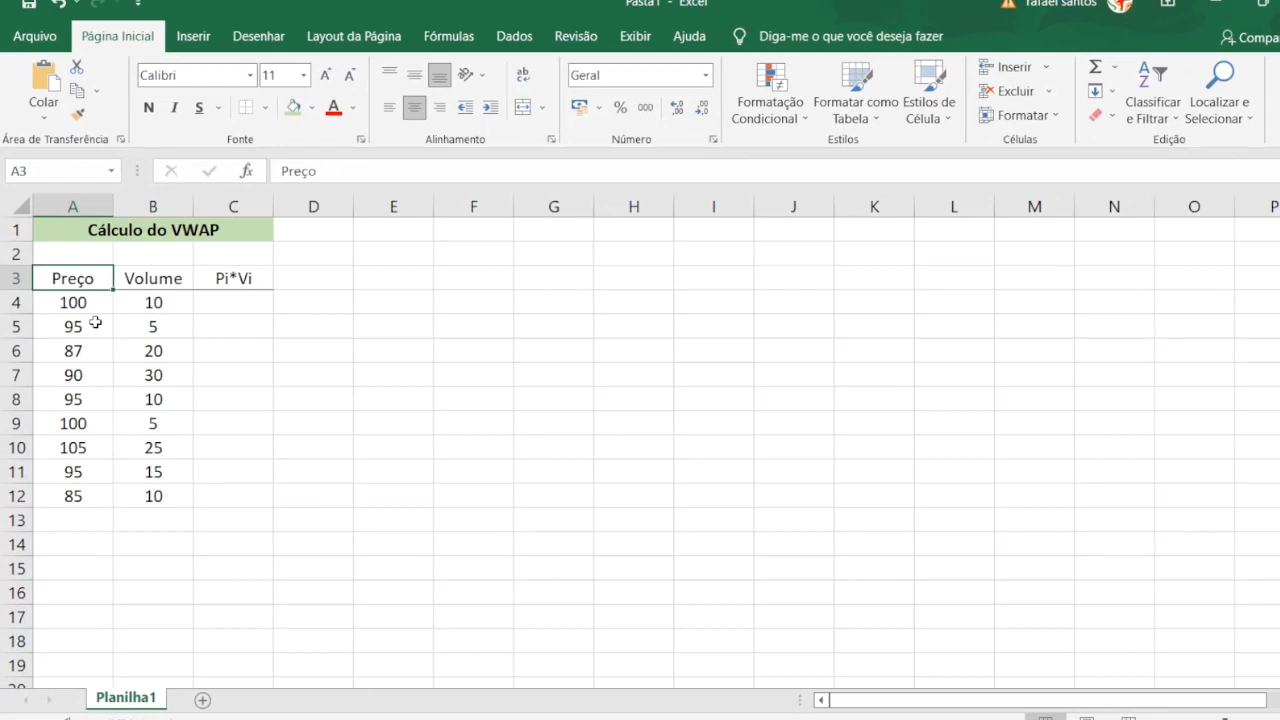 Pasta1 - Excel
rafael santos
Arquivo Página Inicial Inserir Desenhar Layout da Página Fórmulas Dados Revisão Exibir Ajuda Diga-me o que você deseja fazer
Colar
Calibri 11
N I S A
Geral
% 000
Formatação Condicional
Formatar como Tabela
Estilos de Célula
Inserir
Excluir
Formatar
Classificar e Filtrar
Localizar e Selecionar
Área de Transferência Fonte Alinhamento Número Estilos Células Edição
A3 fx Preço
A B C D E F G H I J K L M N O P
1 Cálculo do VWAP
2
3 Preço Volume Pi*Vi
4 100 10
5 95 5
6 87 20
7 90 30
8 95 10
9 100 5
10 105 25
11 95 15
12 85 10
13
14
15
16
17
18
19
Planilha1